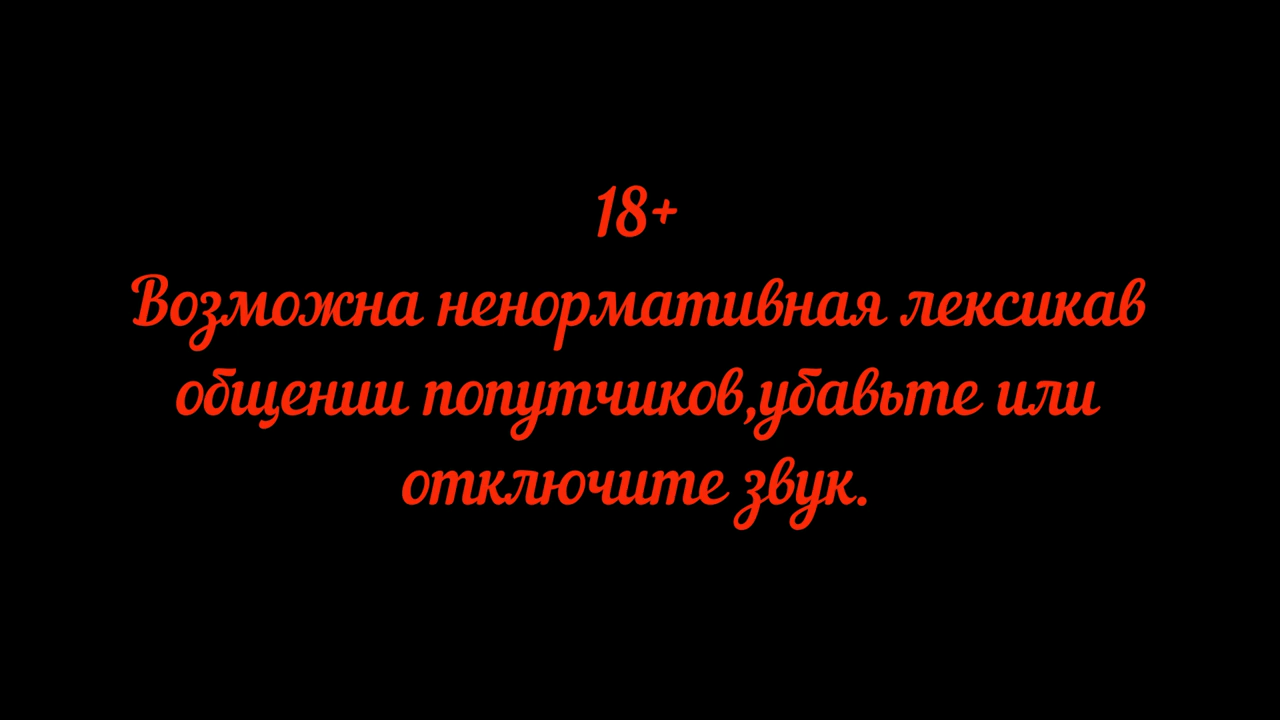 18+
Возможна ненормативная лексикав
общении попутчиков,убавьте или
отключите звук.